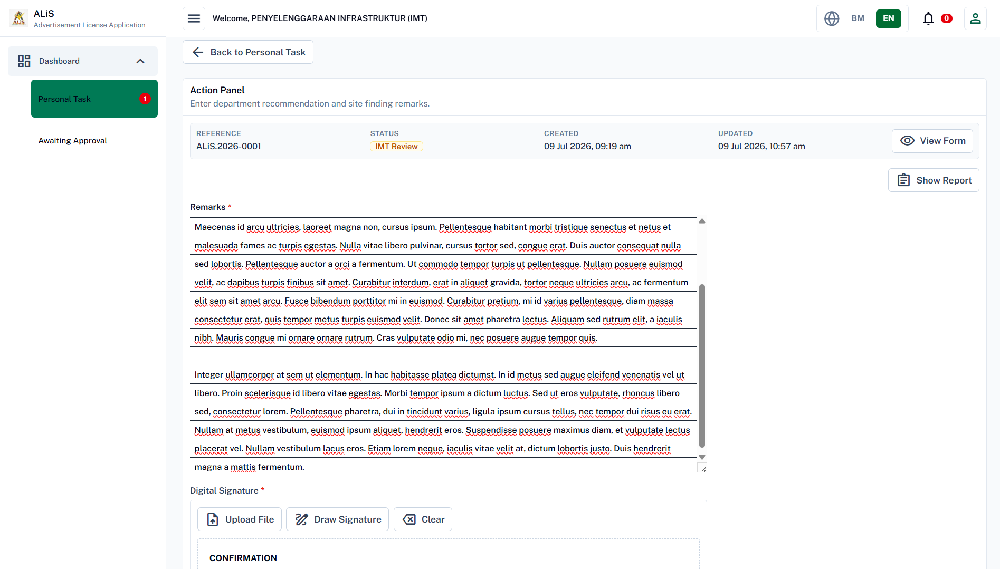 ALiS
Advertisement License Application
Welcome, PENYELENGGARAAN INFRASTRUKTUR (IMT)
BM
EN
0
Dashboard
Personal Task
1
Awaiting Approval
Back to Personal Task
Action Panel
Enter department recommendation and site finding remarks.
REFERENCE
ALiS.2026-0001
STATUS
IMT Review
CREATED
09 Jul 2026, 09:19 am
UPDATED
09 Jul 2026, 10:57 am
View Form
Show Report
Remarks *
Maecenas id arcu ultricies, laoreet magna non, cursus ipsum. Pellentesque habitant morbi tristique senectus et netus et
malesuada fames ac turpis egestas. Nulla vitae libero pulvinar, cursus tortor sed, congue erat. Duis auctor consequat nulla
sed lobortis. Pellentesque auctor a orci a fermentum. Ut commodo tempor turpis ut pellentesque. Nullam posuere euismod
velit, ac dapibus turpis finibus sit amet. Curabitur interdum, erat in aliquet gravida, tortor neque ultricies arcu, ac fermentum
elit sem sit amet arcu. Fusce bibendum porttitor mi in euismod. Curabitur pretium, mi id varius pellentesque, diam massa
consectetur erat, quis tempor metus turpis euismod velit. Donec sit amet pharetra lectus. Aliquam sed rutrum elit, a iaculis
nibh. Mauris congue mi ornare ornare rutrum. Cras vulputate odio mi, nec posuere augue tempor quis.
Integer ullamcorper at sem ut elementum. In hac habitasse platea dictumst. In id metus sed augue eleifend venenatis vel ut
libero. Proin scelerisque id libero vitae egestas. Morbi tempor ipsum a dictum luctus. Sed ut eros vulputate, rhoncus libero
sed, consectetur lorem. Pellentesque pharetra, dui in tincidunt varius, ligula ipsum cursus tellus, nec tempor dui risus eu erat.
Nullam at metus vestibulum, euismod ipsum aliquet, hendrerit eros. Suspendisse posuere maximus diam, et vulputate lectus
placerat vel. Nullam vestibulum lacus eros. Etiam lorem neque, iaculis vitae velit at, dictum lobortis justo. Duis hendrerit
magna a mattis fermentum.
Digital Signature *
Upload File
Draw Signature
Clear
CONFIRMATION